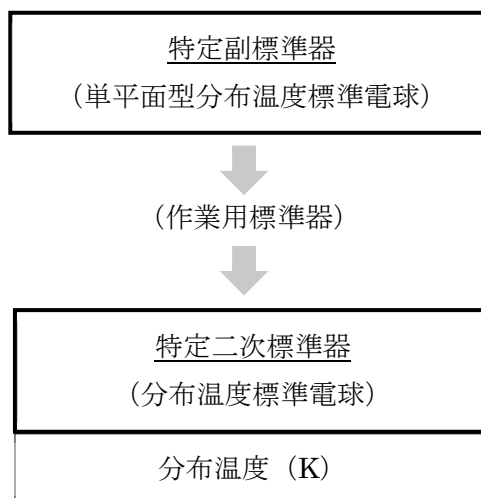 特定副標準器
（単平面型分布温度標準電球）
（作業用標準器）
特定二次標準器
（分布温度標準電球）
分布温度（K）